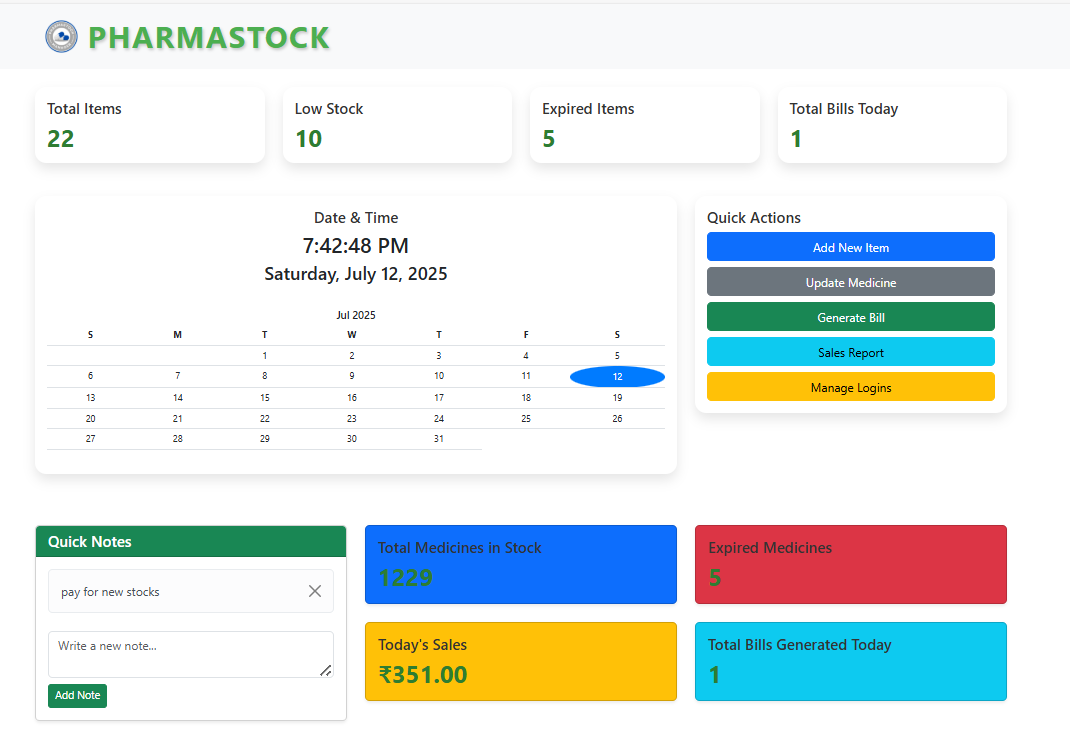 PHARMASTOCK
Total Items
22
Low Stock
10
Expired Items
5
Total Bills Today
1
Date & Time
7:42:48 PM
Saturday, July 12, 2025
Jul 2025
S M T W T F S
1 2 3 4 5
6 7 8 9 10 11 12
13 14 15 16 17 18 19
20 21 22 23 24 25 26
27 28 29 30 31
Quick Actions
Add New Item
Update Medicine
Generate Bill
Sales Report
Manage Logins
Quick Notes
pay for new stocks
Write a new note...
Add Note
Total Medicines in Stock
1229
Expired Medicines
5
Today's Sales
₹351.00
Total Bills Generated Today
1